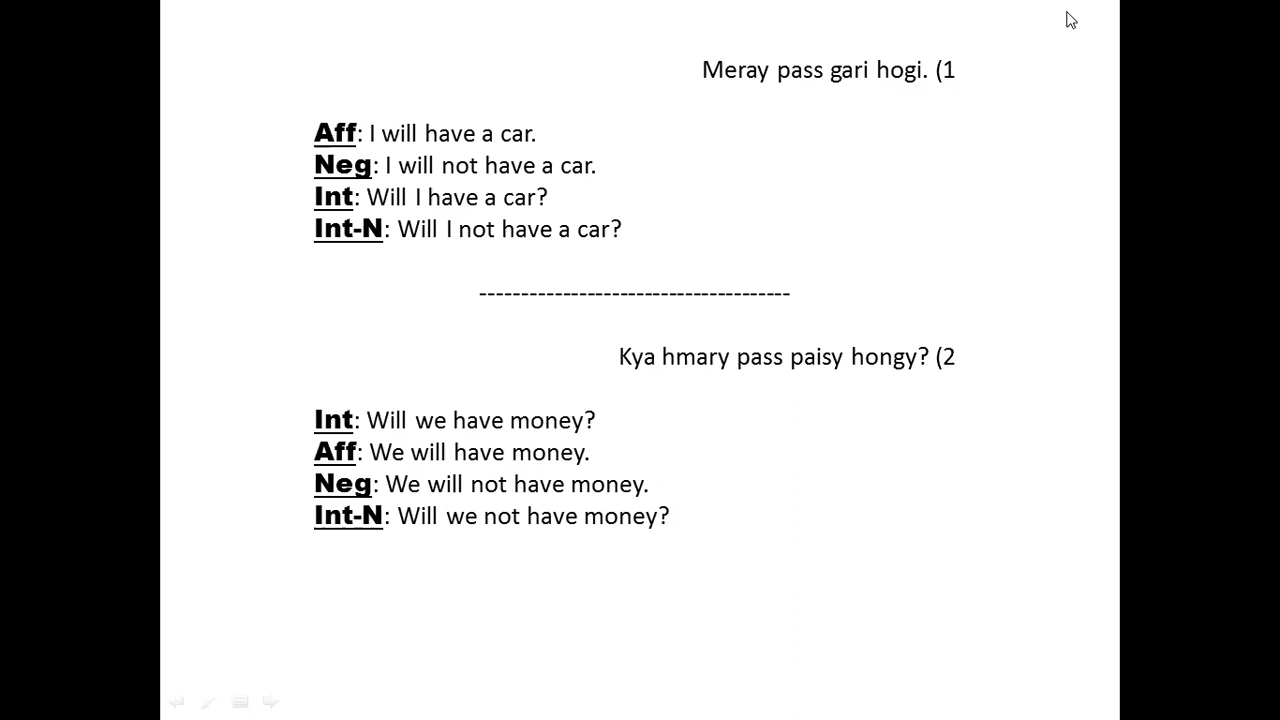 Meray pass gari hogi. (1
Aff: I will have a car.
Neg: I will not have a car.
Int: Will I have a car?
Int-N: Will I not have a car?
-------------------------------------
Kya hmary pass paisy hongy? (2
Int: Will we have money?
Aff: We will have money.
Neg: We will not have money.
Int-N: Will we not have money?